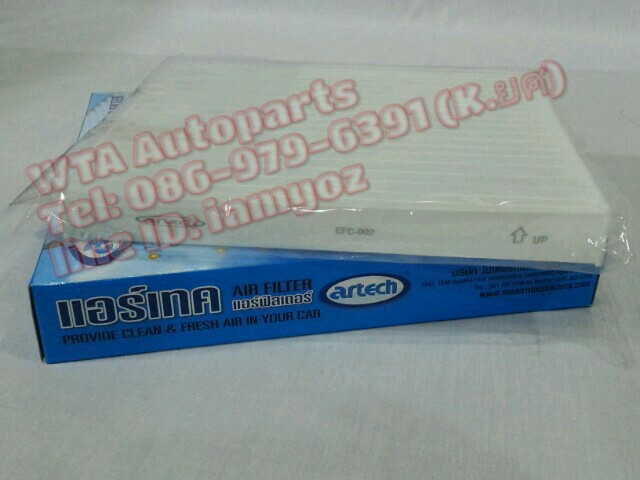 WTA Autoparts
Tel: 086-979-6391 (K.ยศ)
line ID: iamyoz
EFC-002
UP
แอร์เทค
AIR FILTER
แอร์ฟิลเตอร์
artech
PROVIDE CLEAN & FRESH AIR IN YOUR CAR